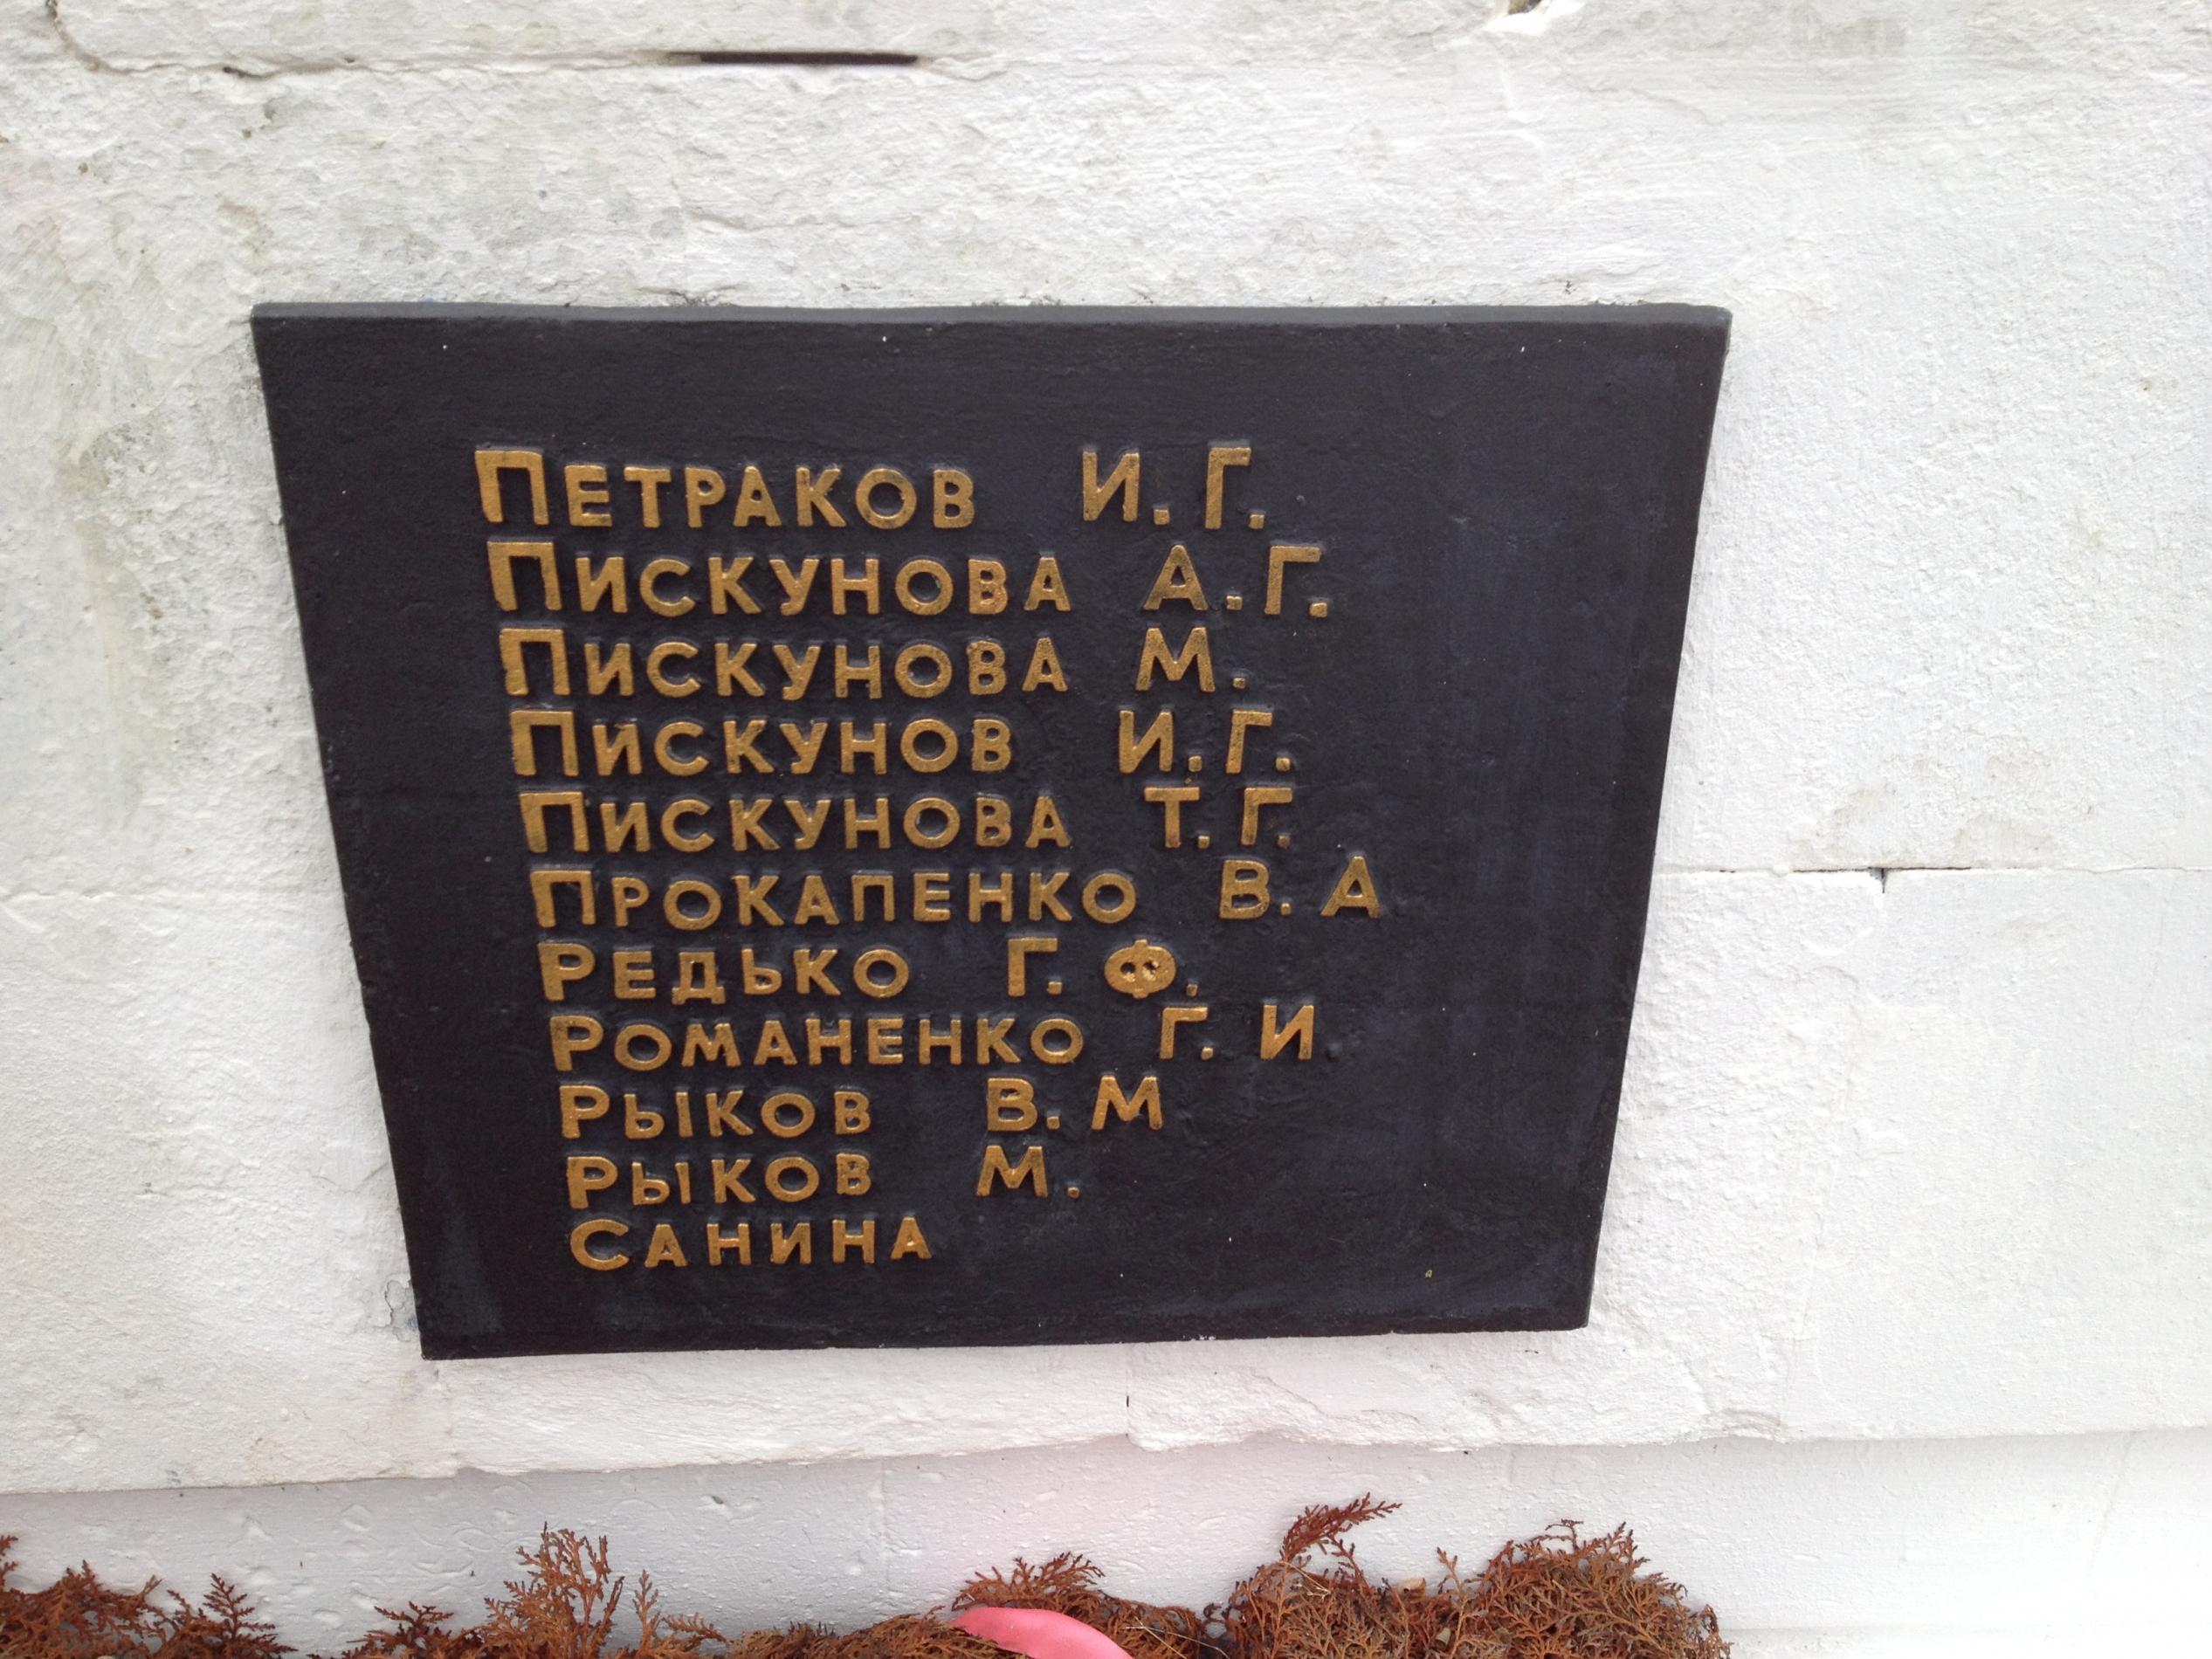 Петраков И.Г.
Пискунова А.Г.
Пискунова М.
Пискунов И.Г.
Пискунова Т.Г.
Прокапенко В.А
Редько Г.Ф.
Романенко Г.И
Рыков В.М
Рыков М.
Санина